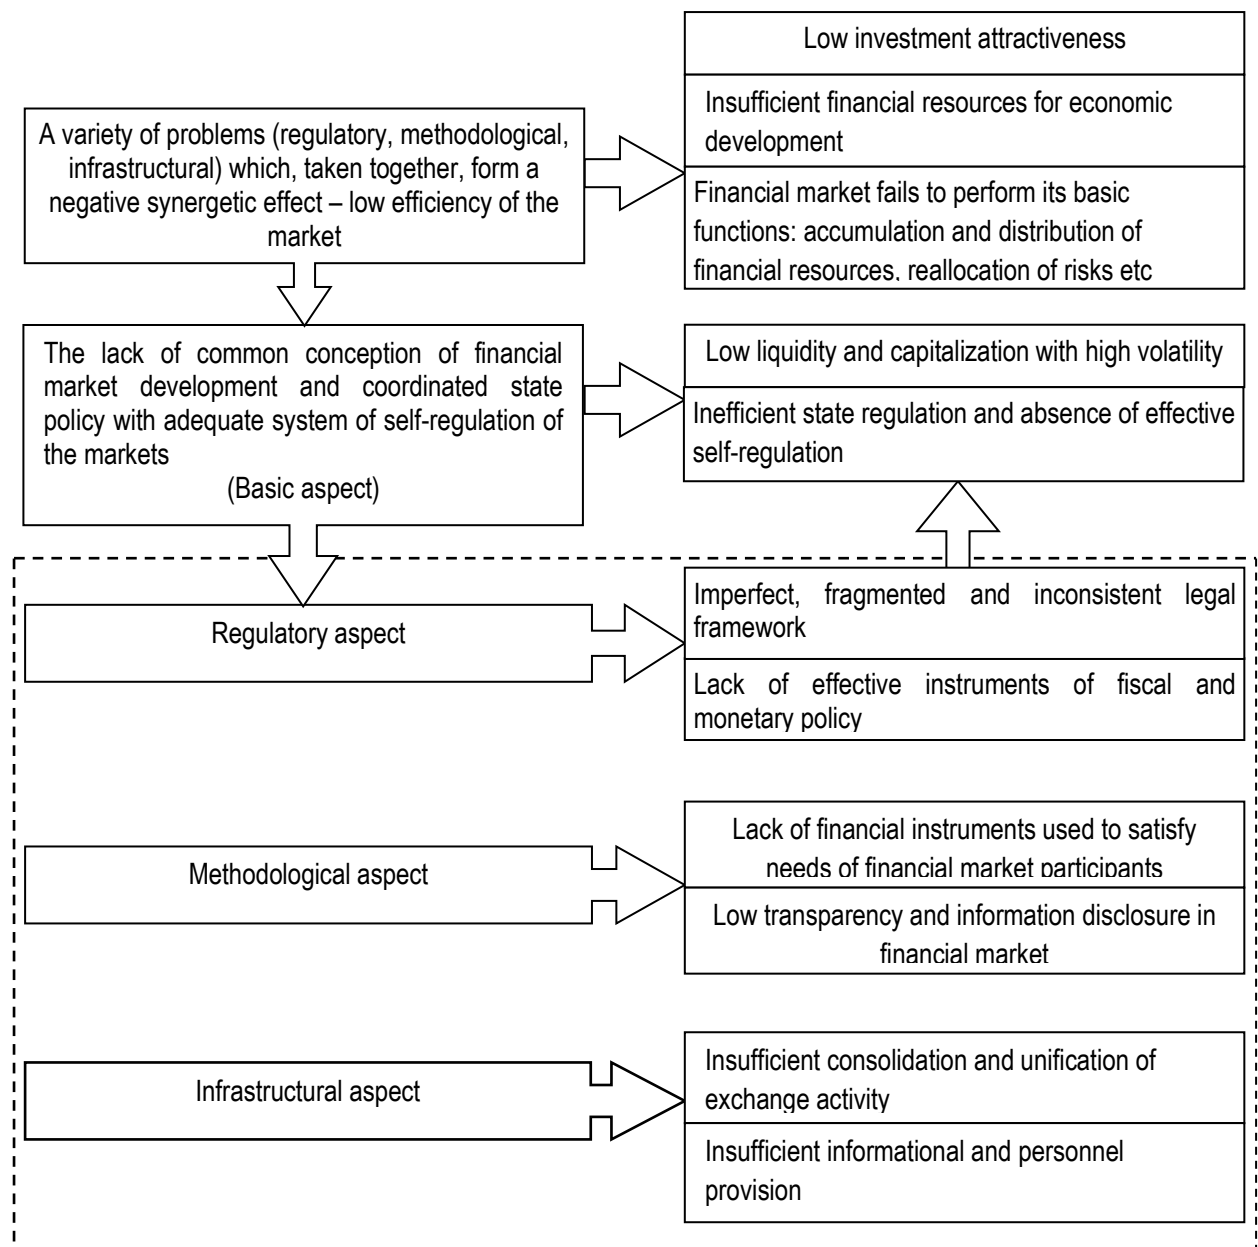 Low investment attractiveness
Insufficient financial resources for economic
development
A variety of problems (regulatory, methodological,
infrastructural) which, taken together, form a
negative synergetic effect – low efficiency of the
market
Financial market fails to perform its basic
functions: accumulation and distribution of
financial resources, reallocation of risks etc
The lack of common conception of financial
market development and coordinated state
policy with adequate system of self-regulation of
the markets
(Basic aspect)
Low liquidity and capitalization with high volatility
Inefficient state regulation and absence of effective
self-regulation
Regulatory aspect
Imperfect, fragmented and inconsistent legal
framework
Lack of effective instruments of fiscal and
monetary policy
Methodological aspect
Lack of financial instruments used to satisfy
needs of financial market participants
Low transparency and information disclosure in
financial market
Infrastructural aspect
Insufficient consolidation and unification of
exchange activity
Insufficient informational and personnel
provision